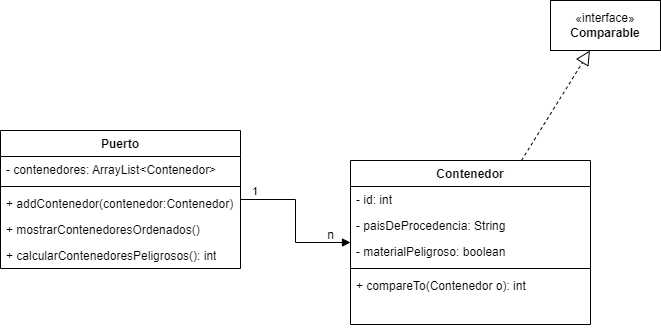 «interface»
Comparable
Puerto
- contenedores: ArrayList<Contenedor>
+ addContenedor(contenedor:Contenedor)
+ mostrarContenedoresOrdenados()
+ calcularContenedoresPeligrosos(): int
1
n
Contenedor
- id: int
- paisDeProcedencia: String
- materialPeligroso: boolean
+ compareTo(Contenedor o): int